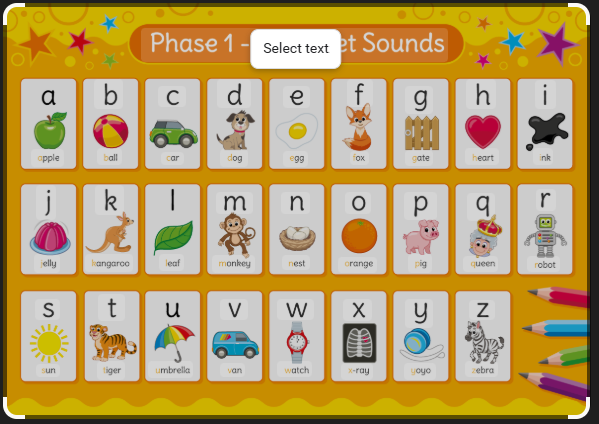 Phase 1 - et Sounds
Select text
a b c d e f g h i
apple ball car dog egg fox gate heart ink
j k l m n o p q r
jelly kangaroo leaf monkey nest orange pig queen robot
s t u v w x y z
sun tiger umbrella van watch x-ray yoyo zebra